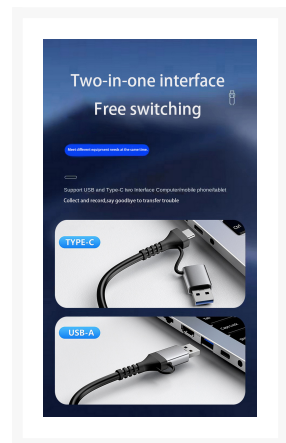 Two-in-one interface
Free switching
Meet different equipment needs at the same time
Support USB and Type-C two Interface Computer/mobile phone/tablet
Collect and record,say goodbye to transfer trouble
TYPE-C
USB-A